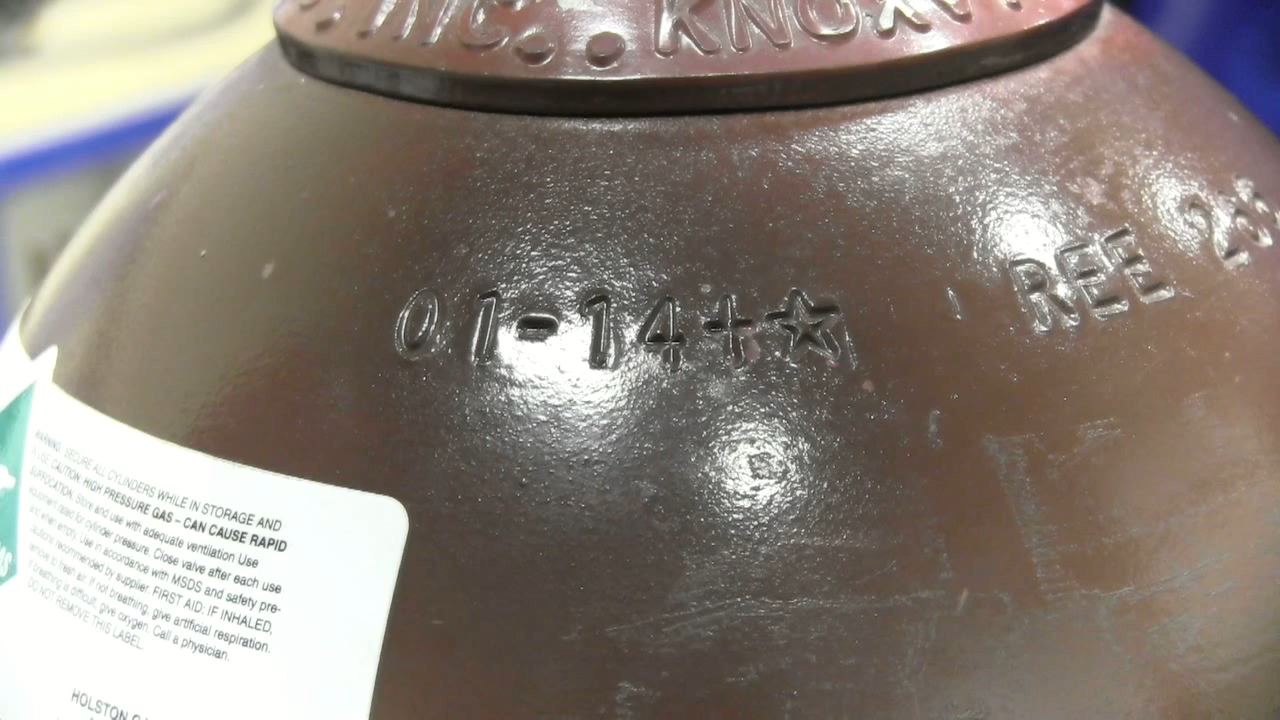 INC. . KNOXV
01-14+☆
REE 20
WARNING: SECURE ALL CYLINDERS WHILE IN STORAGE AND
IN USE. CAUTION: HIGH PRESSURE GAS – CAN CAUSE RAPID
SUFFOCATION. Store and use with adequate ventilation Use
equipment rated for cylinder pressure. Close valve after each use
and when empty. Use in accordance with MSDS and safety pre-
cautions recommended by supplier. FIRST AID: IF INHALED,
remove to fresh air. If not breathing, give artificial respiration.
If breathing is difficult, give oxygen. Call a physician.
DO NOT REMOVE THIS LABEL.
HOLSTON